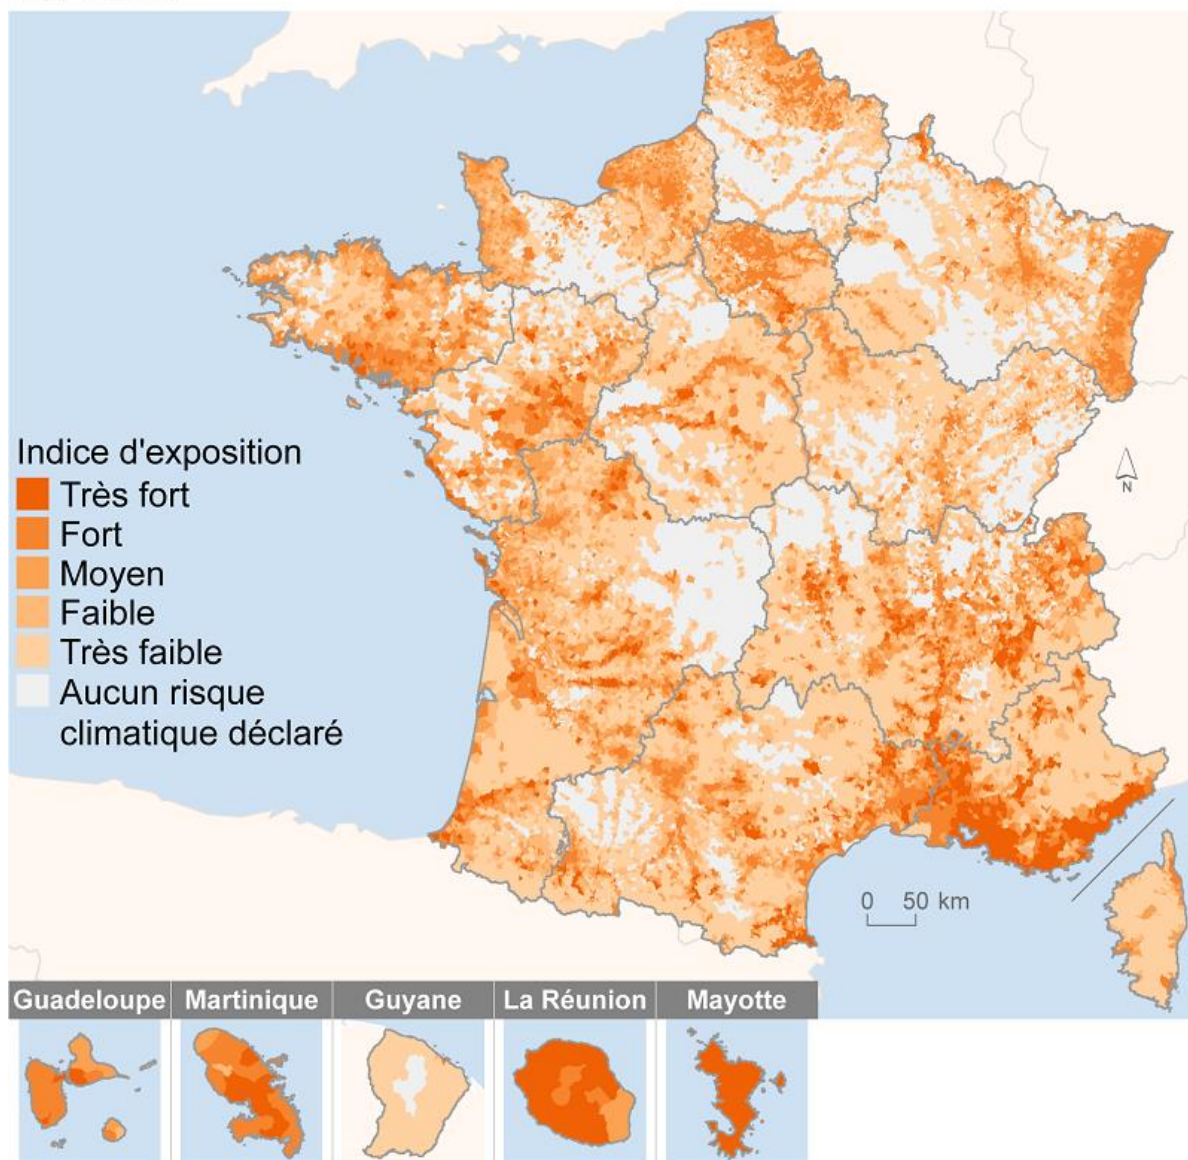 Indice d'exposition
Très fort
Fort
Moyen
Faible
Très faible
Aucun risque
climatique déclaré
N
0 50 km
Guadeloupe Martinique Guyane La Réunion Mayotte